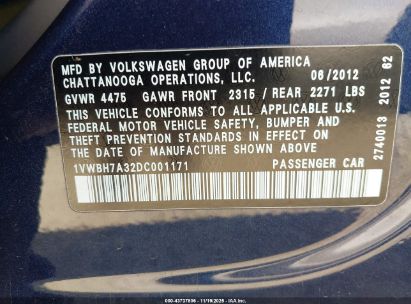 MFD BY VOLKSWAGEN GROUP OF AMERICA
CHATTANOOGA OPERATIONS, LLC. 06/2012
GVWR 4475 GAWR FRONT 2315 / REAR 2271 LBS
THIS VEHICLE CONFORMS TO ALL APPLICABLE U.S.
FEDERAL MOTOR VEHICLE SAFETY, BUMPER AND
THEFT PREVENTION STANDARDS IN EFFECT ON
THE DATE OF MANUFACTURE SHOWN ABOVE
1VWBH7A32DC001171 PASSENGER CAR
2740013 2012 62